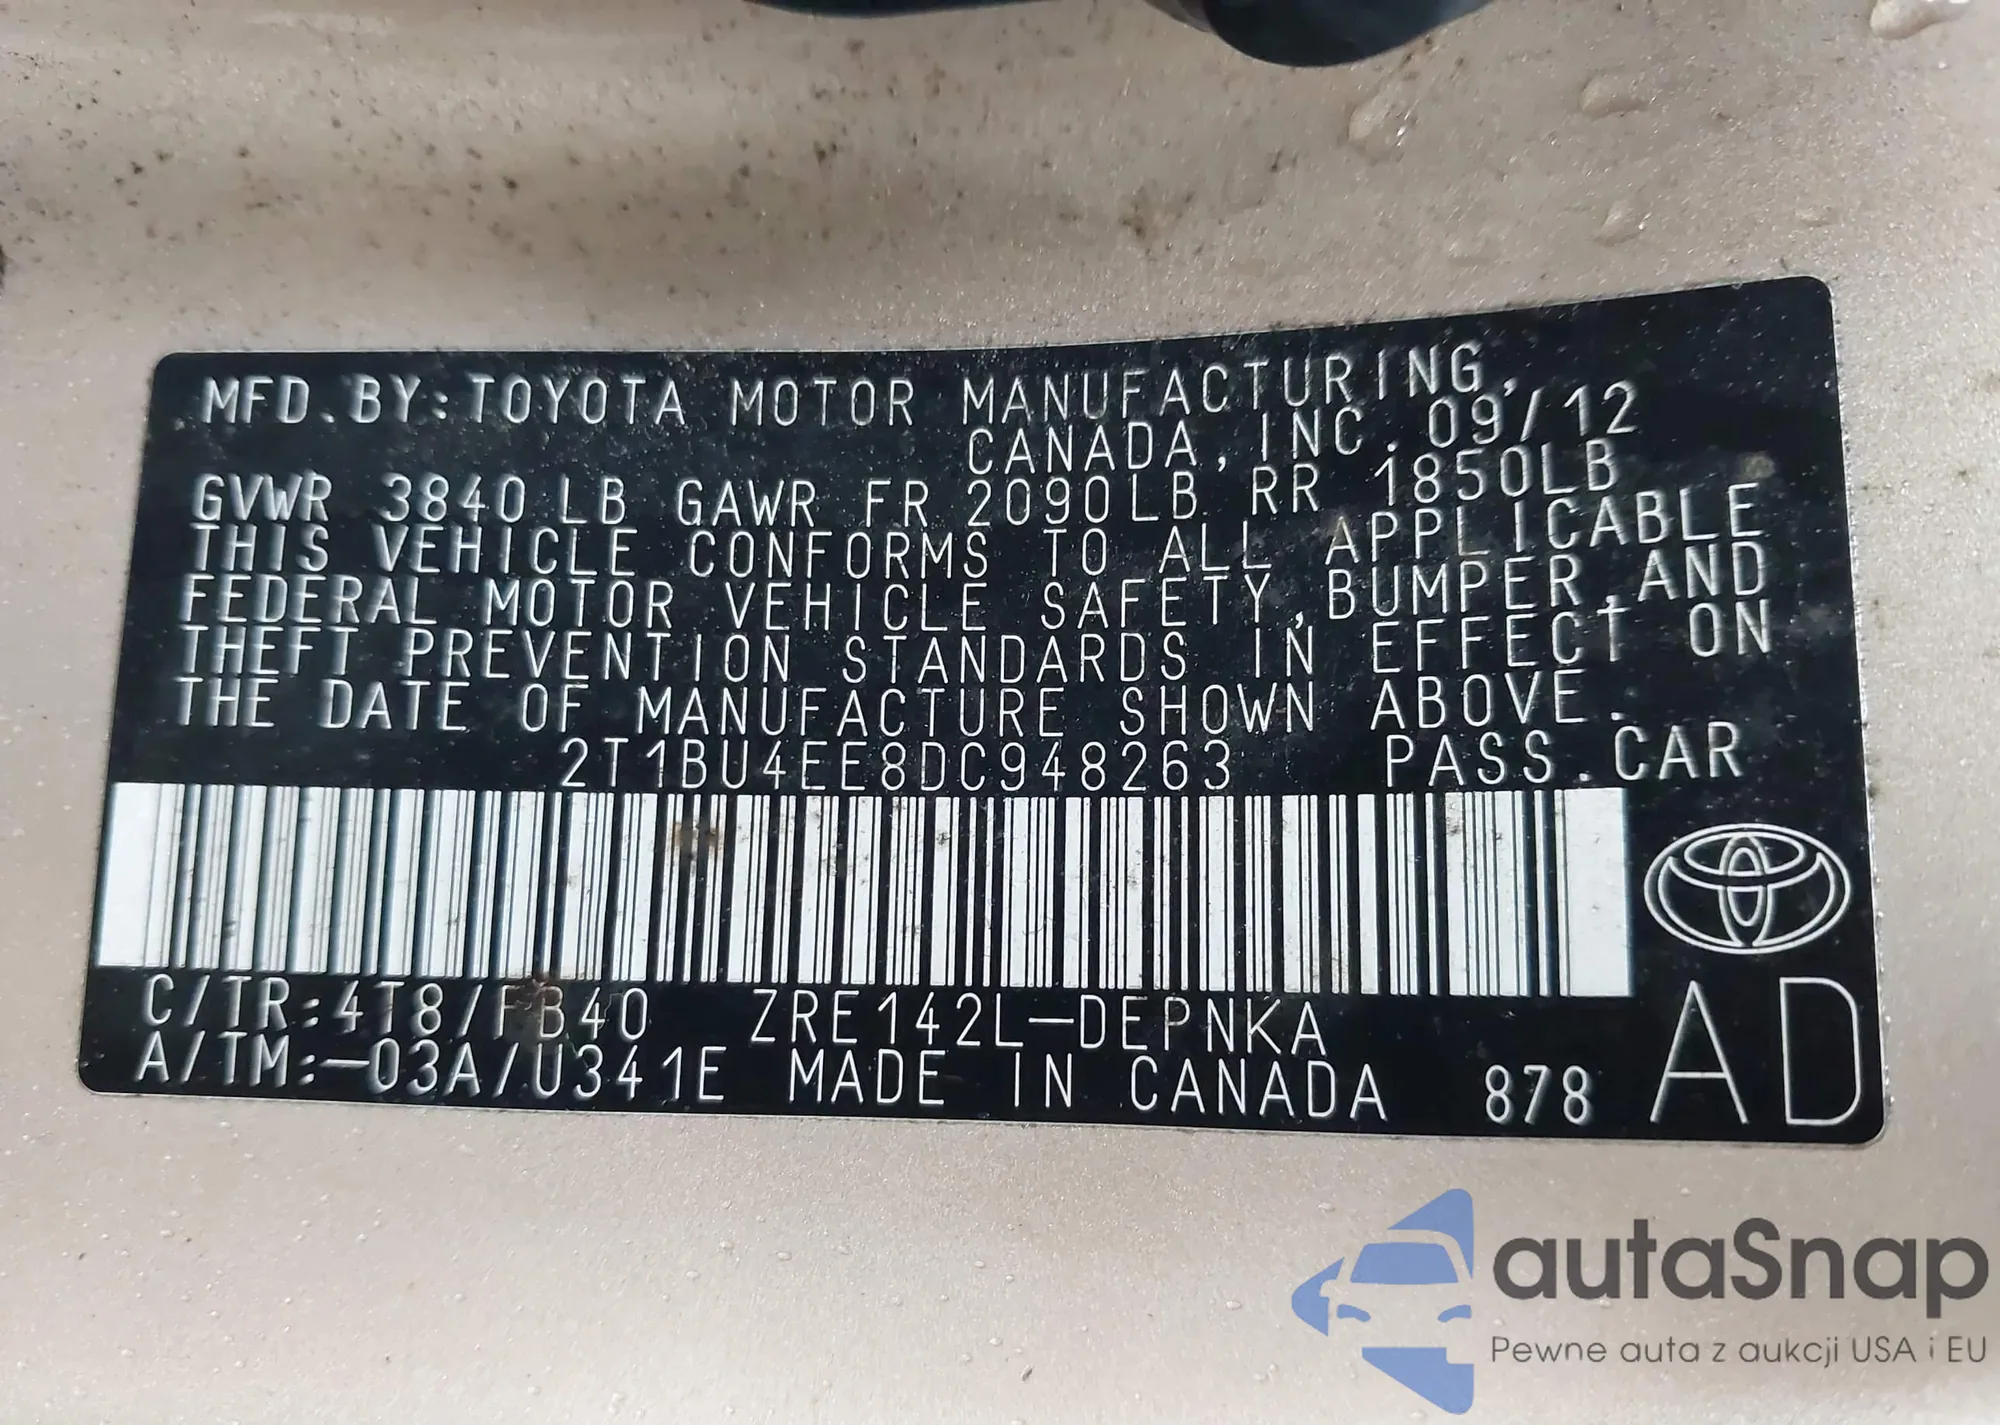 MFD.BY:TOYOTA MOTOR MANUFACTURING,
CANADA,INC.09/12
GVWR 3840LB GAWR FR 2090LB RR 1850LB
THIS VEHICLE CONFORMS TO ALL APPLICABLE
FEDERAL MOTOR VEHICLE SAFETY,BUMPER,AND
THEFT PREVENTION STANDARDS IN EFFECT ON
THE DATE OF MANUFACTURE SHOWN ABOVE.
2T1BU4EE8DC948263 PASS.CAR
C/TR:4T8/FB40 ZRE142L-DEPNKA
A/TM:-03A/U341E MADE IN CANADA 878
AD
autaSnap
Pewne auta z aukcji USA i EU